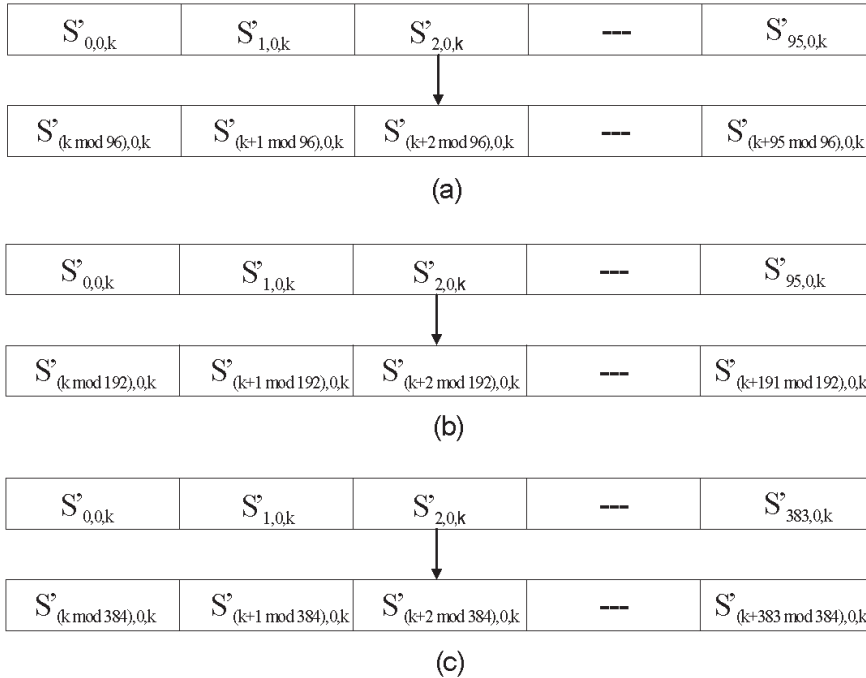 S’0,0,k S’1,0,k S’2,0,k --- S’95,0,k
S’(k mod 96),0,k S’(k+1 mod 96),0,k S’(k+2 mod 96),0,k --- S’(k+95 mod 96),0,k
(a)
S’0,0,k S’1,0,k S’2,0,k --- S’95,0,k
S’(k mod 192),0,k S’(k+1 mod 192),0,k S’(k+2 mod 192),0,k --- S’(k+191 mod 192),0,k
(b)
S’0,0,k S’1,0,k S’2,0,k --- S’383,0,k
S’(k mod 384),0,k S’(k+1 mod 384),0,k S’(k+2 mod 384),0,k --- S’(k+383 mod 384),0,k
(c)